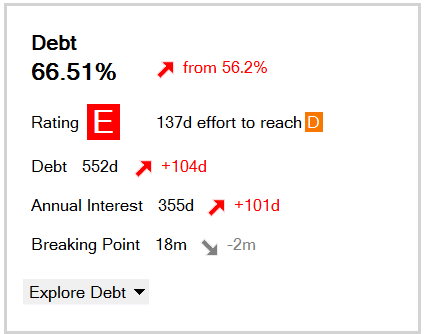 Debt
66.51% from 56.2%
Rating E 137d effort to reach D
Debt 552d +104d
Annual Interest 355d +101d
Breaking Point 18m -2m
Explore Debt